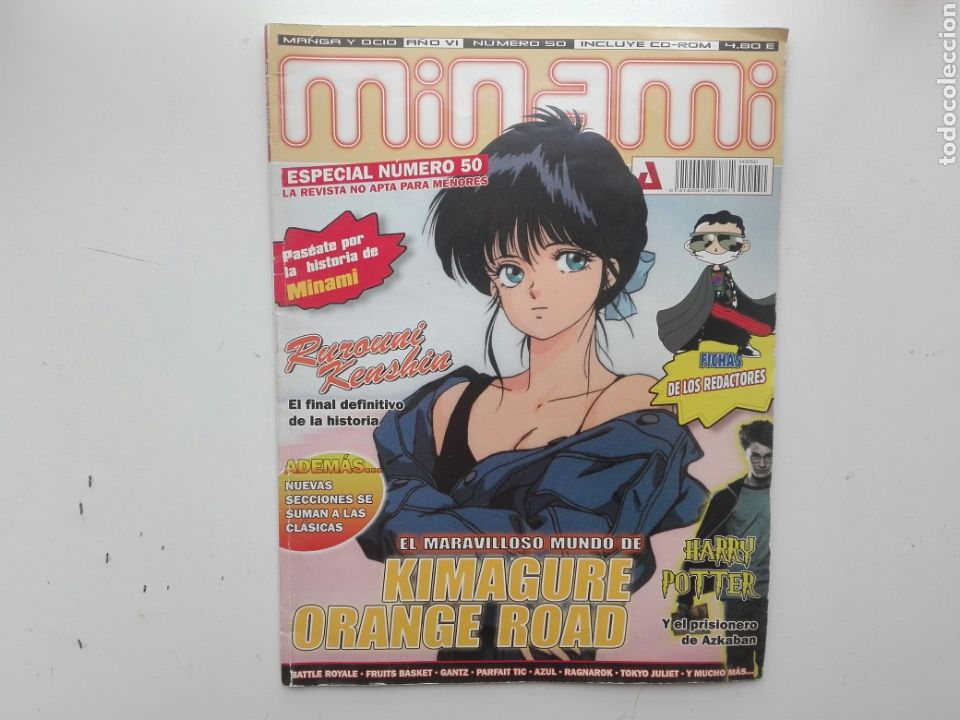 MANGA Y OCIO AÑO VI NÚMERO 50 INCLUYE CD-ROM 4,80 E
minami
ESPECIAL NÚMERO 50
LA REVISTA NO APTA PARA MENORES
Paséate por
la historia de
Minami
Rurouni
Kenshin
El final definitivo
de la historia
ADEMÁS...
NUEVAS
SECCIONES SE
SUMAN A LAS
CLÁSICAS
FICHAS
DE LOS REDACTORES
EL MARAVILLOSO MUNDO DE
KIMAGURE
ORANGE ROAD
HARRY
POTTER
Y el prisionero
de Azkaban
BATTLE ROYALE · FRUITS BASKET · GANTZ · PARFAIT TIC · AZUL · RAGNAROK · TOKYO JULIET · Y MUCHO MÁS...
todocoleccion